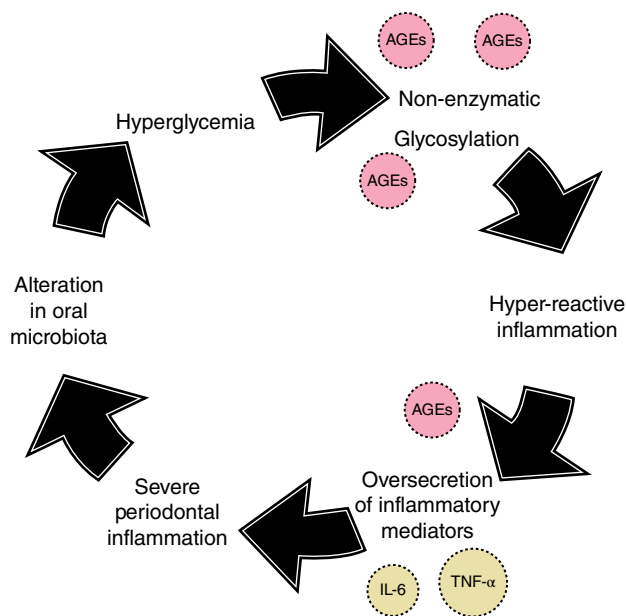 AGEs
AGEs
Non-enzymatic
Glycosylation
AGEs
Hyperglycemia
Hyper-reactive
inflammation
AGEs
Oversecretion
of inflammatory
mediators
IL-6
TNF-α
Severe
periodontal
inflammation
Alteration
in oral
microbiota